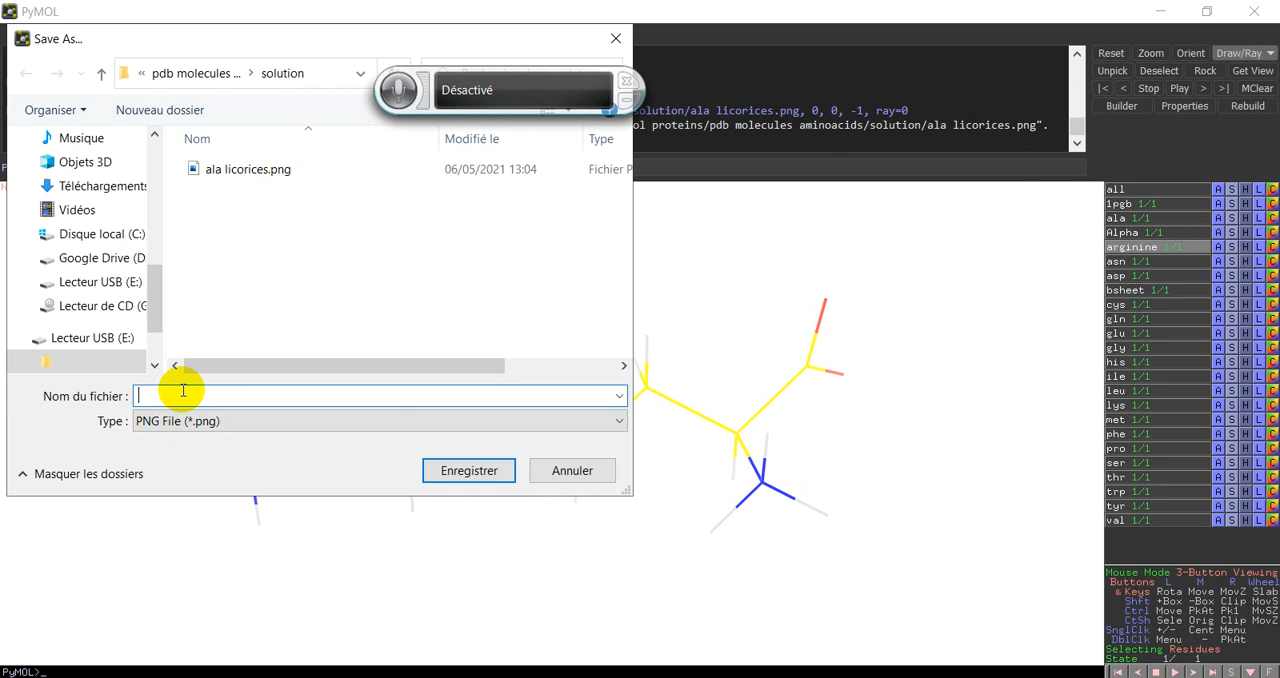 PyMOL
Save As...
« pdb molecules ... > solution
Organiser
Nouveau dossier
Désactivé
Musique
Objets 3D
Téléchargements
Vidéos
Disque local (C:)
Google Drive (D
Lecteur USB (E:)
Lecteur de CD (G
Lecteur USB (E:)
Nom
Modifié le
Type
ala licorices.png
06/05/2021 13:04
Fichier P
Nom du fichier :
Type :
PNG File (*.png)
Masquer les dossiers
Enregistrer
Annuler
olution/ala licorices.png, 0, 0, -1, ray=0
ol proteins/pdb molecules aminoacids/solution/ala licorices.png".
Reset Zoom Orient Draw/Ray
Unpick Deselect Rock Get View
|< < Stop Play > >| MClear
Builder Properties Rebuild
all A S H L C
1pgb 1/1 A S H L C
ala 1/1 A S H L C
Alpha 1/1 A S H L C
arginine 1/1 A S H L C
asn 1/1 A S H L C
asp 1/1 A S H L C
bsheet 1/1 A S H L C
cys 1/1 A S H L C
gln 1/1 A S H L C
glu 1/1 A S H L C
gly 1/1 A S H L C
his 1/1 A S H L C
ile 1/1 A S H L C
leu 1/1 A S H L C
lys 1/1 A S H L C
met 1/1 A S H L C
phe 1/1 A S H L C
pro 1/1 A S H L C
ser 1/1 A S H L C
thr 1/1 A S H L C
trp 1/1 A S H L C
tyr 1/1 A S H L C
val 1/1 A S H L C
Mouse Mode 3-Button Viewing
Buttons L M R Wheel
& Keys Rota Move MovZ Slab
Shft +Box -Box Clip MovS
Ctrl Move PkAt Pk1 MvSZ
CtSh Sele Orig Clip MovZ
SnglClk +/- Cent Menu
DblClk Menu - PkAt
Selecting Residues
State 1/ 1
S F
PyMOL>_